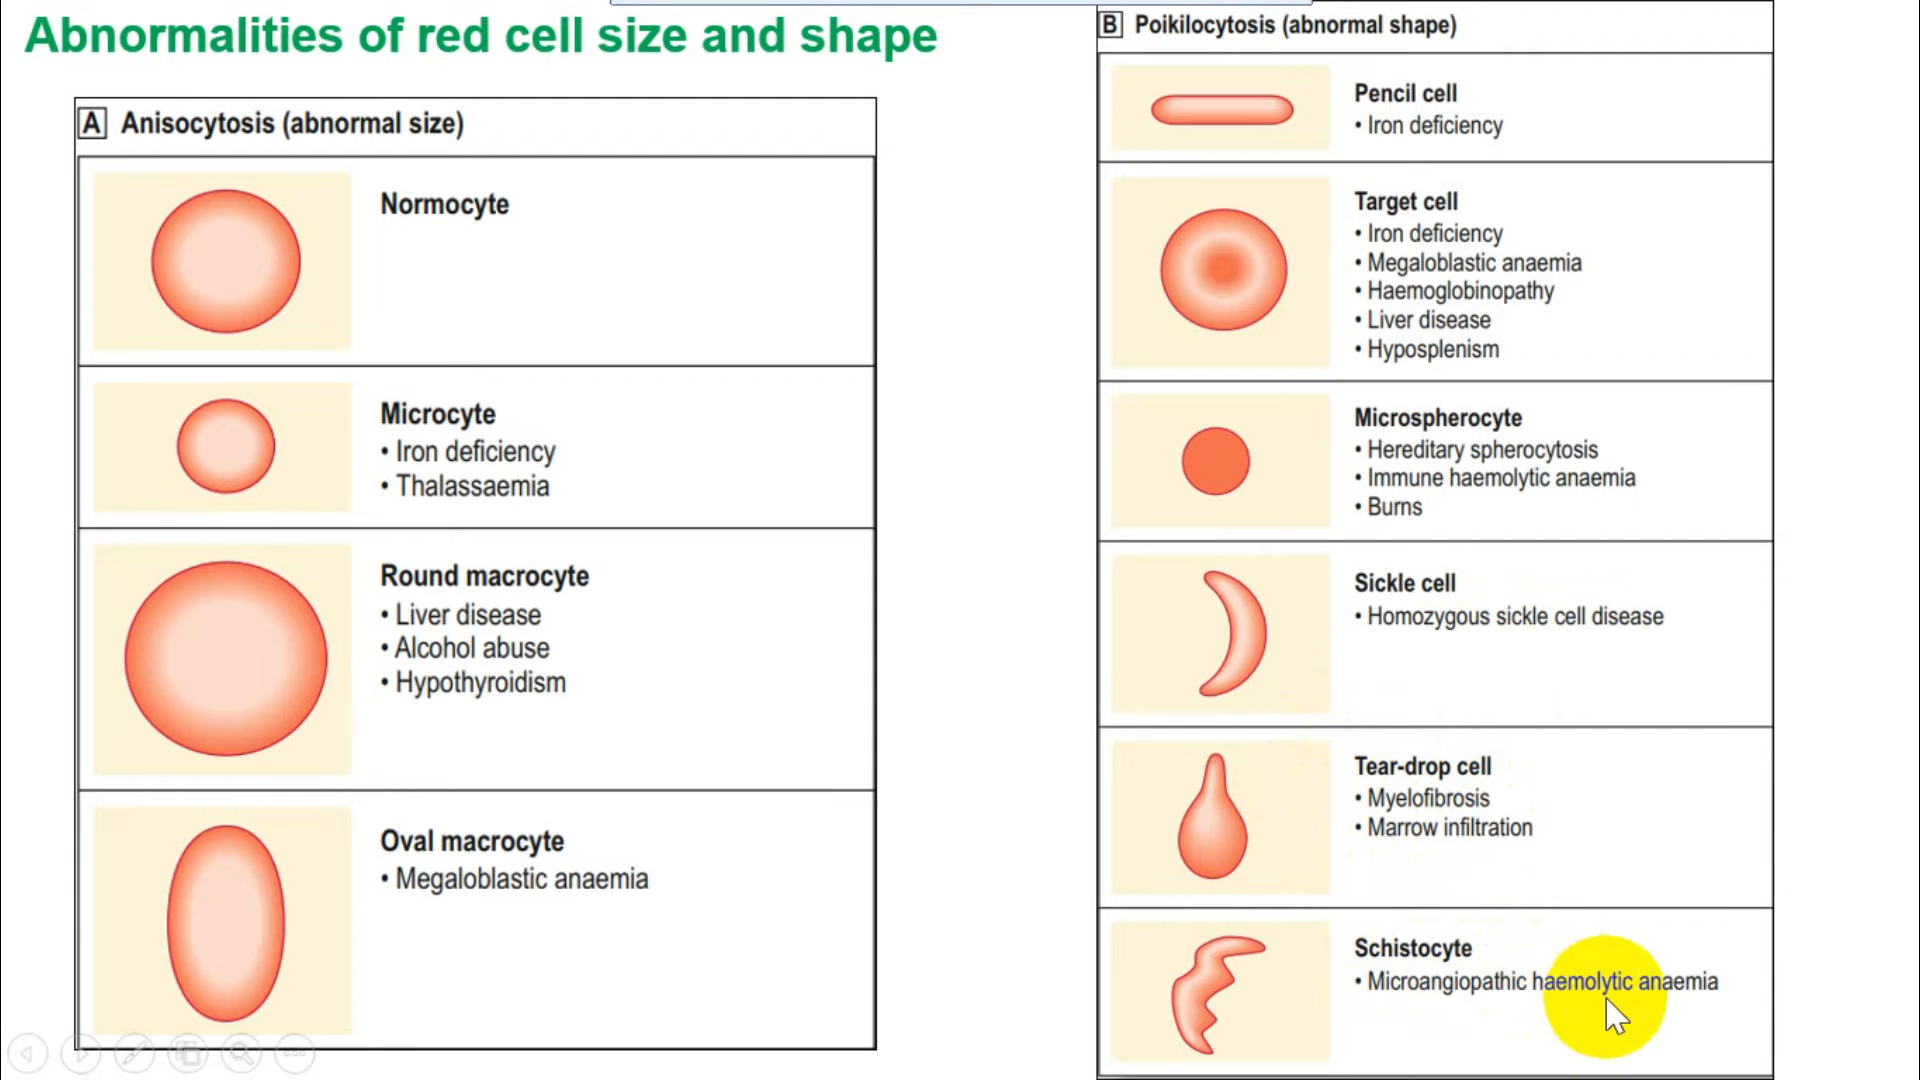 Abnormalities of red cell size and shape
A Anisocytosis (abnormal size)
Normocyte
Microcyte
• Iron deficiency
• Thalassaemia
Round macrocyte
• Liver disease
• Alcohol abuse
• Hypothyroidism
Oval macrocyte
• Megaloblastic anaemia
B Poikilocytosis (abnormal shape)
Pencil cell
• Iron deficiency
Target cell
• Iron deficiency
• Megaloblastic anaemia
• Haemoglobinopathy
• Liver disease
• Hyposplenism
Microspherocyte
• Hereditary spherocytosis
• Immune haemolytic anaemia
• Burns
Sickle cell
• Homozygous sickle cell disease
Tear-drop cell
• Myelofibrosis
• Marrow infiltration
Schistocyte
• Microangiopathic haemolytic anaemia